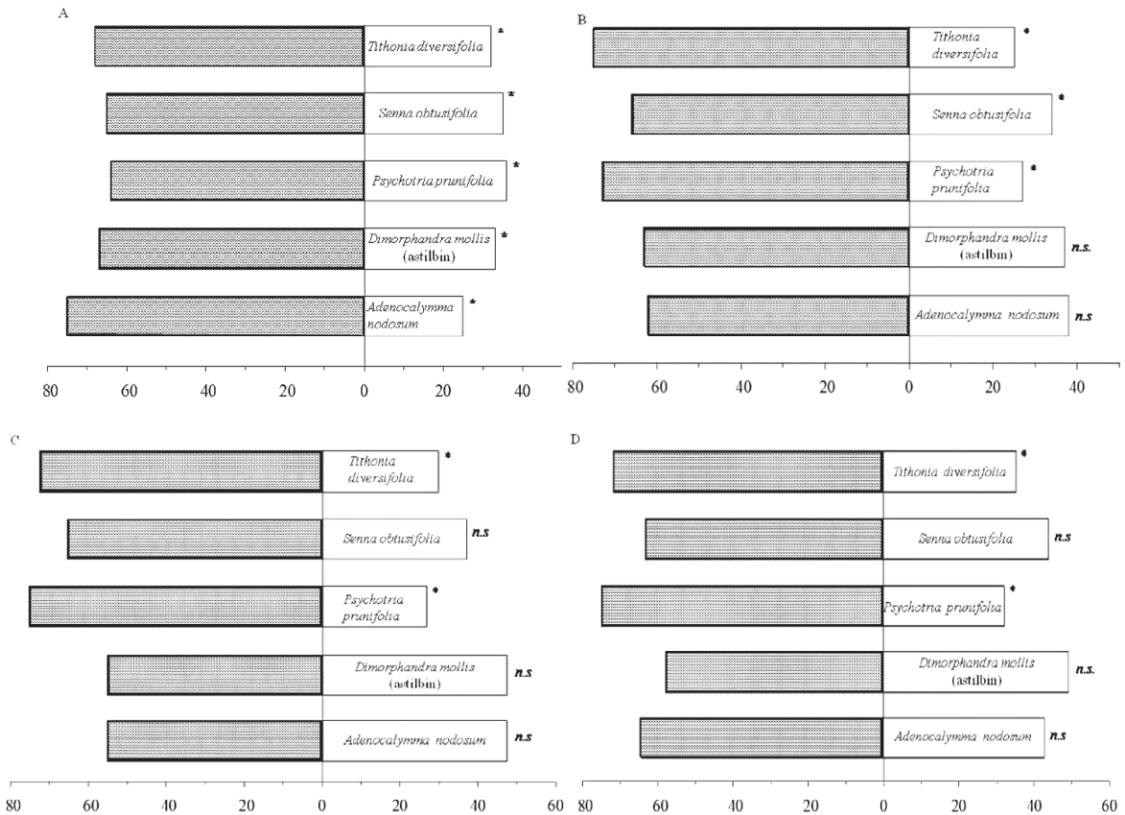 A
Tithonia diversifolia
*
Senna obtusifolia
*
Psychotria prunifolia
*
Dimorphandra mollis
(astilbin)
*
Adenocalymma
nodosum
*
80 60 40 20 0 20 40
B
Tithonia
diversifolia
*
Senna obtusifolia
*
Psychotria
prunifolia
*
Dimorphandra mollis
(astilbin)
n.s.
Adenocalymma nodosum
n.s
80 60 40 20 0 20 40
C
Tithonia
diversifolia
*
Senna obtusifolia
n.s
Psychotria
prunifolia
*
Dimorphandra mollis
(astilbin)
n.s
Adenocalymma nodosum
n.s
80 60 40 20 0 20 40 60
D
Tithonia diversifolia
*
Senna obtusifolia
n.s
Psychotria prunifolia
*
Dimorphandra mollis
(astilbin)
n.s.
Adenocalymma nodosum
n.s
80 60 40 20 0 20 40 60